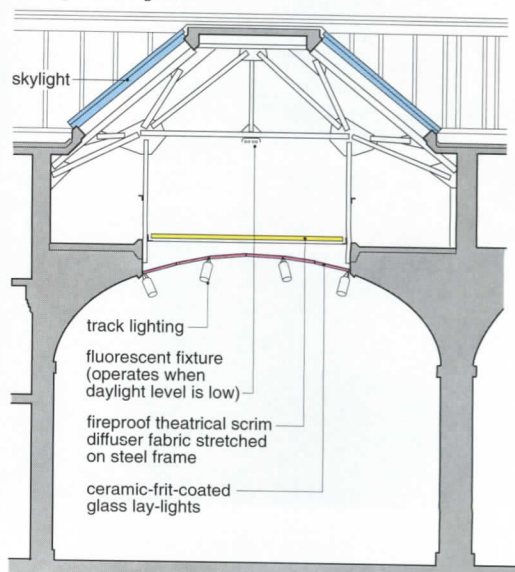 skylight
track lighting
fluorescent fixture
(operates when
daylight level is low)
fireproof theatrical scrim
diffuser fabric stretched
on steel frame
ceramic-frit-coated
glass lay-lights